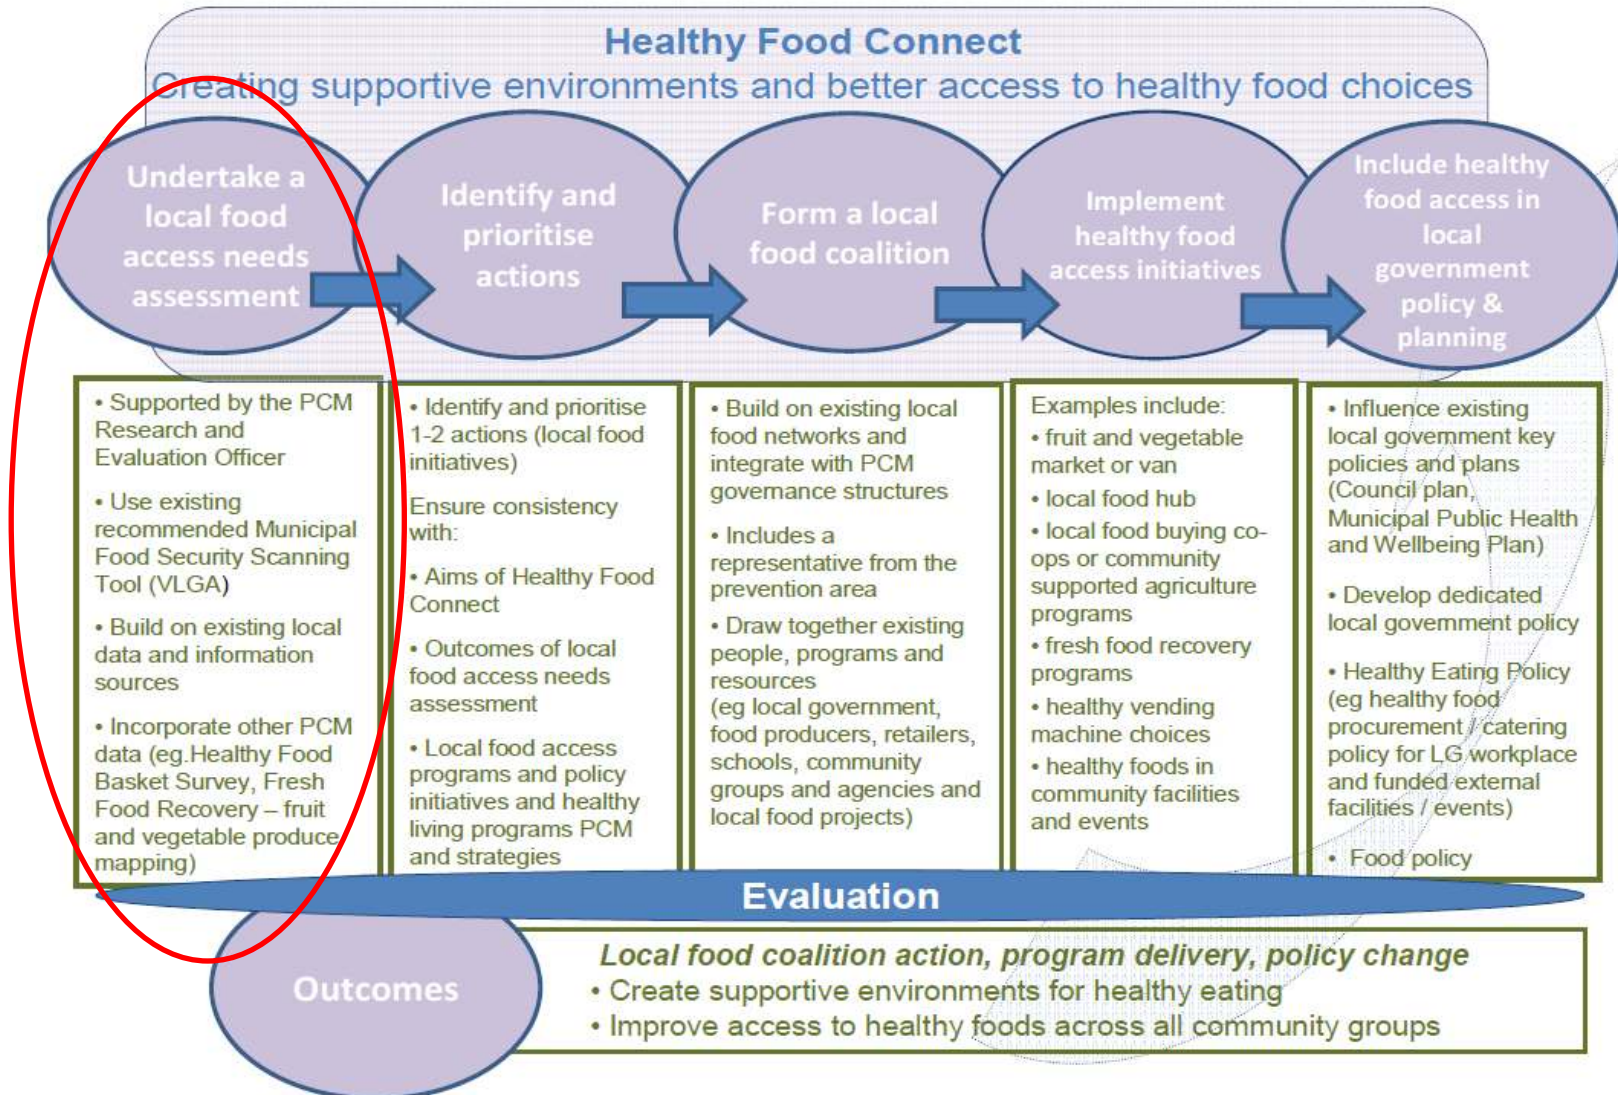 Healthy Food Connect
Creating supportive environments and better access to healthy food choices
Undertake a
local food
access needs
assessment
Identify and
prioritise
actions
Form a local
food coalition
Implement
healthy food
access initiatives
Include healthy
food access in
local
government
policy &
planning
• Supported by the PCM
Research and
Evaluation Officer
• Use existing
recommended Municipal
Food Security Scanning
Tool (VLGA)
• Build on existing local
data and information
sources
• Incorporate other PCM
data (eg.Healthy Food
Basket Survey, Fresh
Food Recovery – fruit
and vegetable produce
mapping)
• Identify and prioritise
1-2 actions (local food
initiatives)
Ensure consistency
with:
• Aims of Healthy Food
Connect
• Outcomes of local
food access needs
assessment
• Local food access
programs and policy
initiatives and healthy
living programs PCM
and strategies
• Build on existing local
food networks and
integrate with PCM
governance structures
• Includes a
representative from the
prevention area
• Draw together existing
people, programs and
resources
(eg local government,
food producers, retailers,
schools, community
groups and agencies and
local food projects)
Examples include:
• fruit and vegetable
market or van
• local food hub
• local food buying co-
ops or community
supported agriculture
programs
• fresh food recovery
programs
• healthy vending
machine choices
• healthy foods in
community facilities
and events
• Influence existing
local government key
policies and plans
(Council plan,
Municipal Public Health
and Wellbeing Plan)
• Develop dedicated
local government policy
• Healthy Eating Policy
(eg healthy food
procurement / catering
policy for LG workplace
and funded external
facilities / events)
• Food policy
Evaluation
Outcomes
Local food coalition action, program delivery, policy change
• Create supportive environments for healthy eating
• Improve access to healthy foods across all community groups